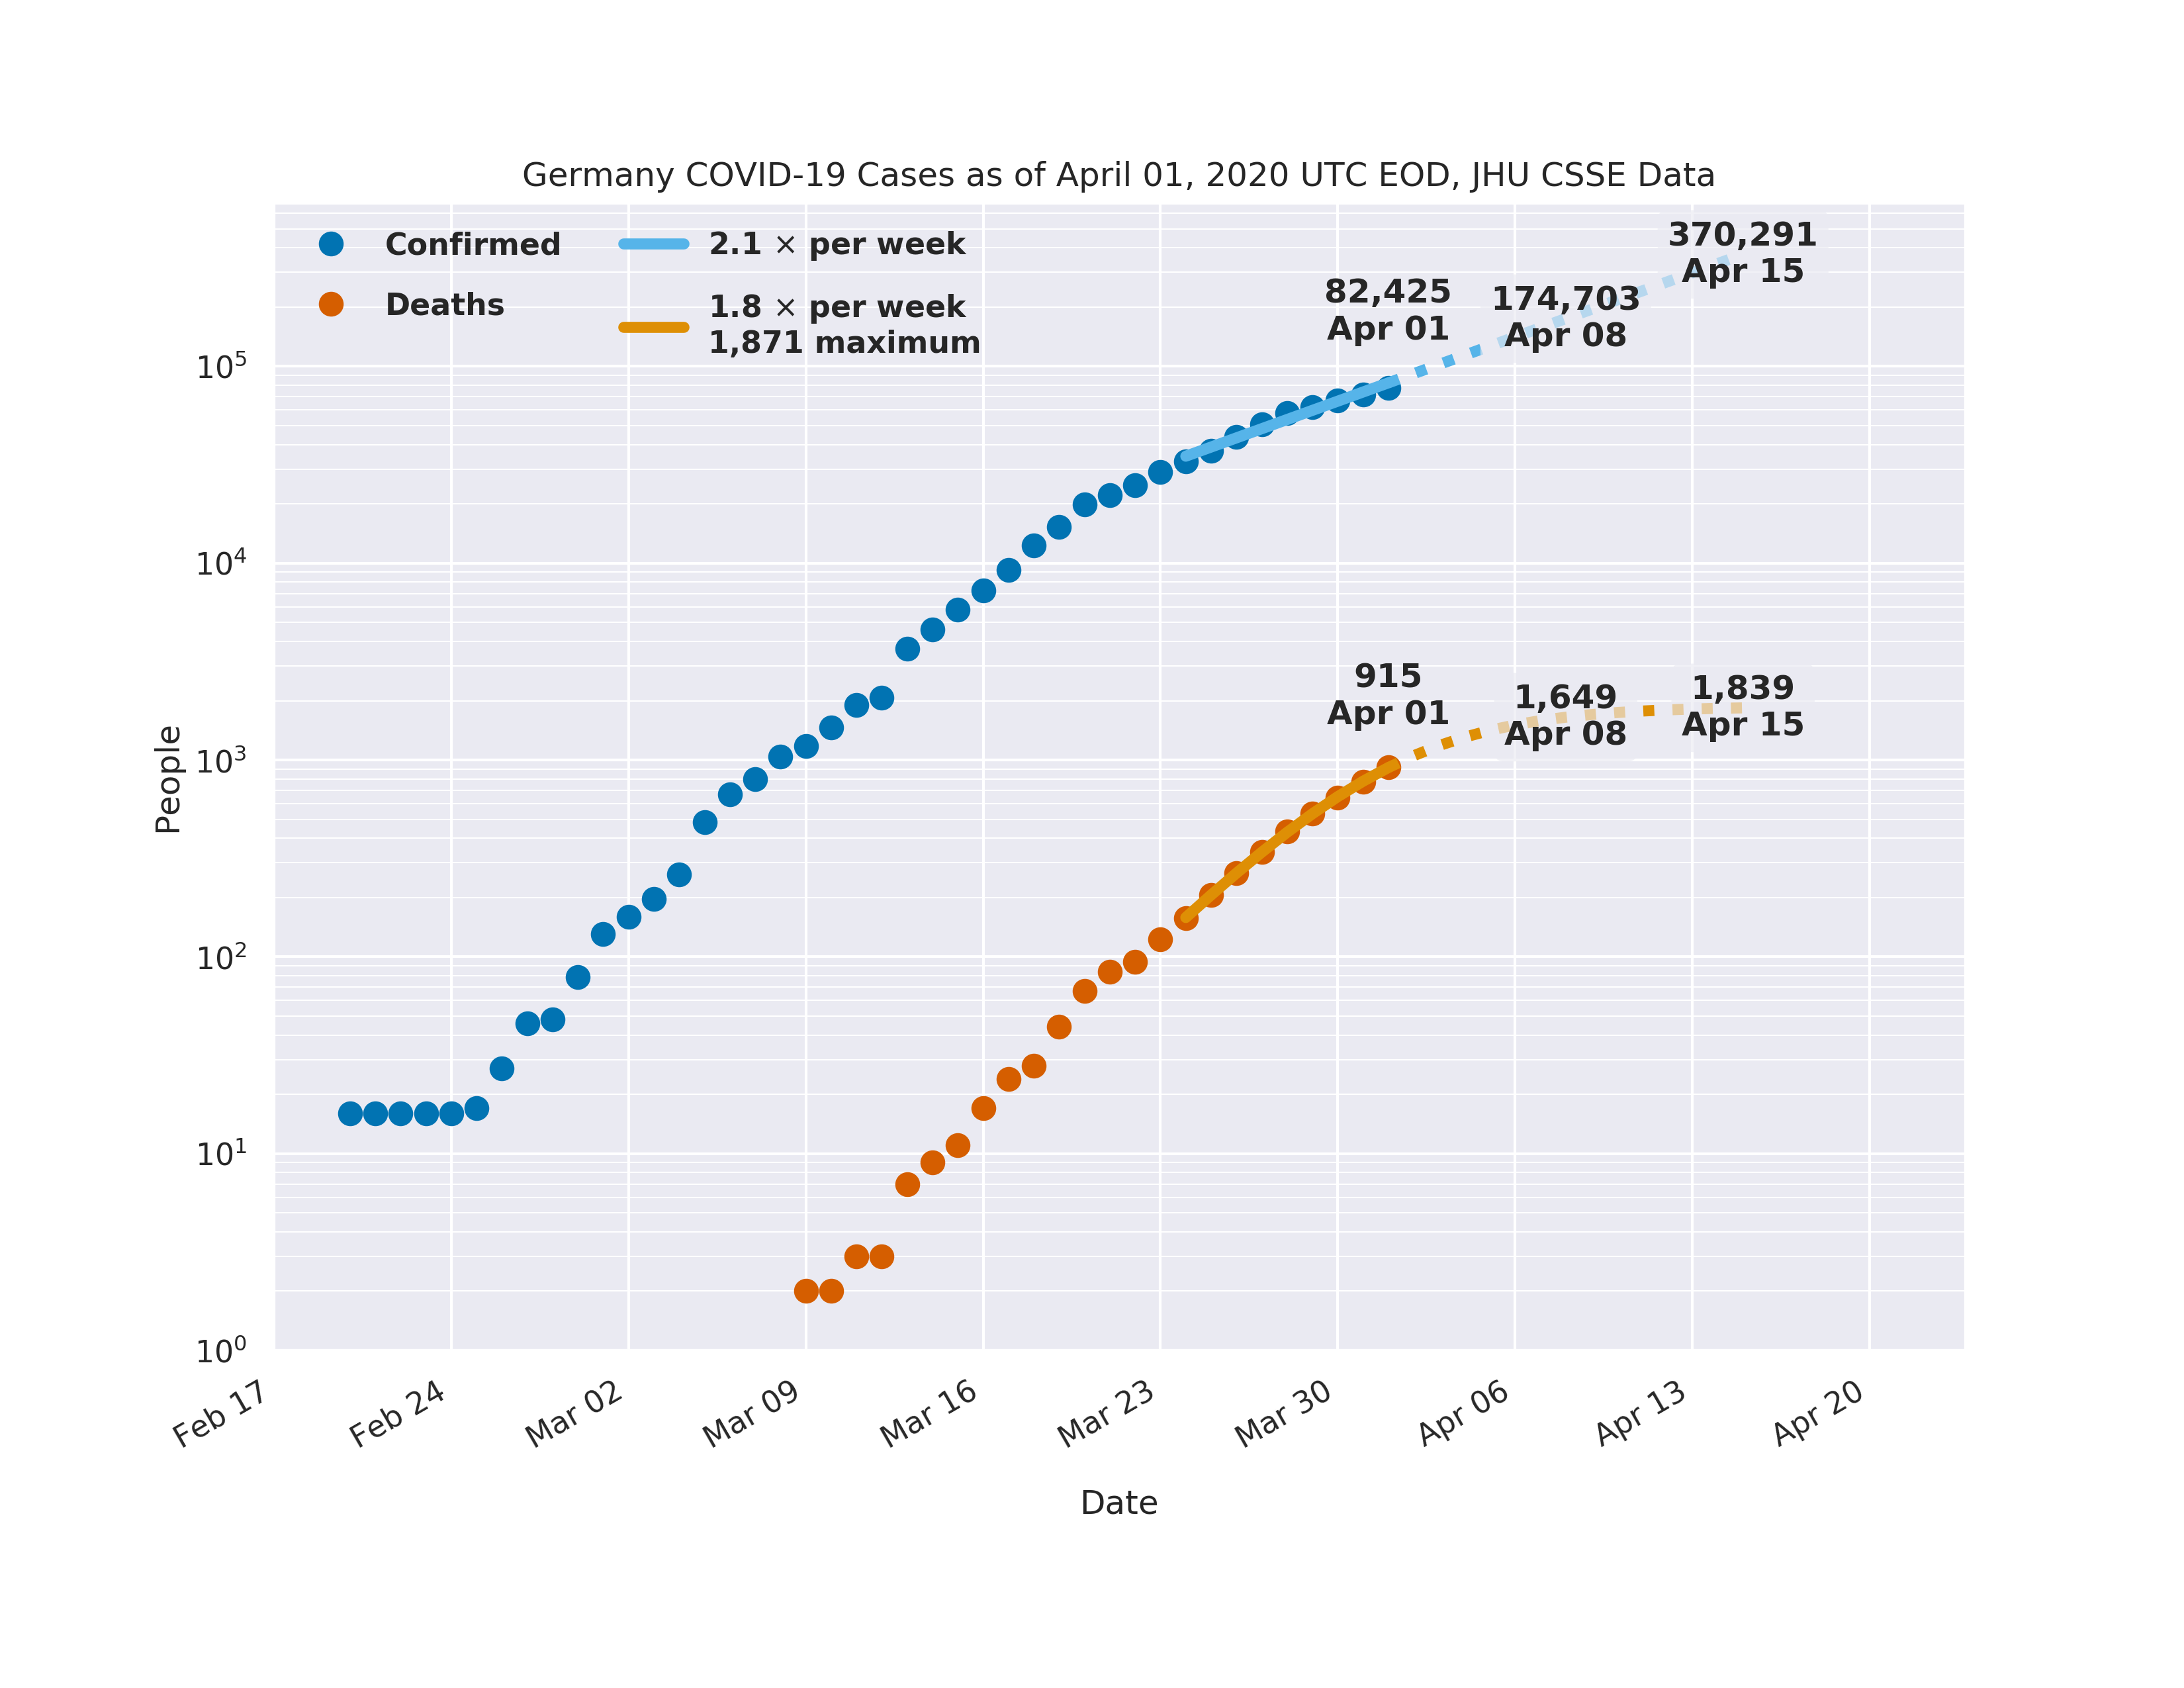 Germany COVID-19 Cases as of April 01, 2020 UTC EOD, JHU CSSE Data
Confirmed
Deaths
2.1 × per week
1.8 × per week
1,871 maximum
82,425
Apr 01
174,703
Apr 08
370,291
Apr 15
915
Apr 01
1,649
Apr 08
1,839
Apr 15
People
10⁵
10⁴
10³
10²
10¹
10⁰
Feb 17
Feb 24
Mar 02
Mar 09
Mar 16
Mar 23
Mar 30
Apr 06
Apr 13
Apr 20
Date